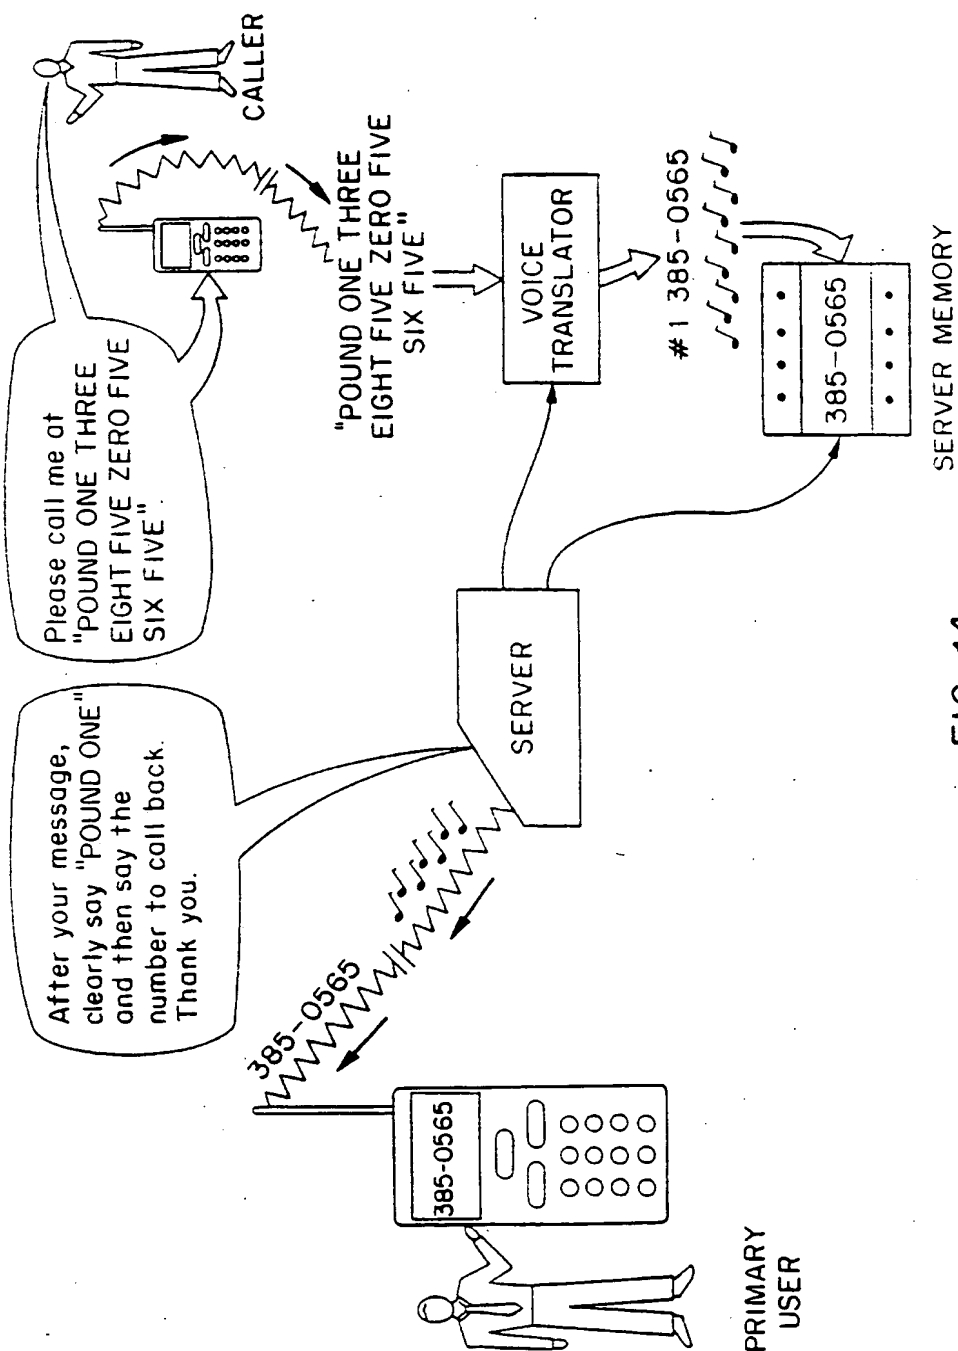 After your message,
clearly say "POUND ONE"
and then say the
number to call back.
Thank you.
Please call me at
"POUND ONE THREE
EIGHT FIVE ZERO FIVE
SIX FIVE".
CALLER
"POUND ONE THREE
EIGHT FIVE ZERO FIVE
SIX FIVE"
VOICE
TRANSLATOR
#1 385-0565
385-0565
SERVER MEMORY
SERVER
385-0565
385-0565
PRIMARY
USER